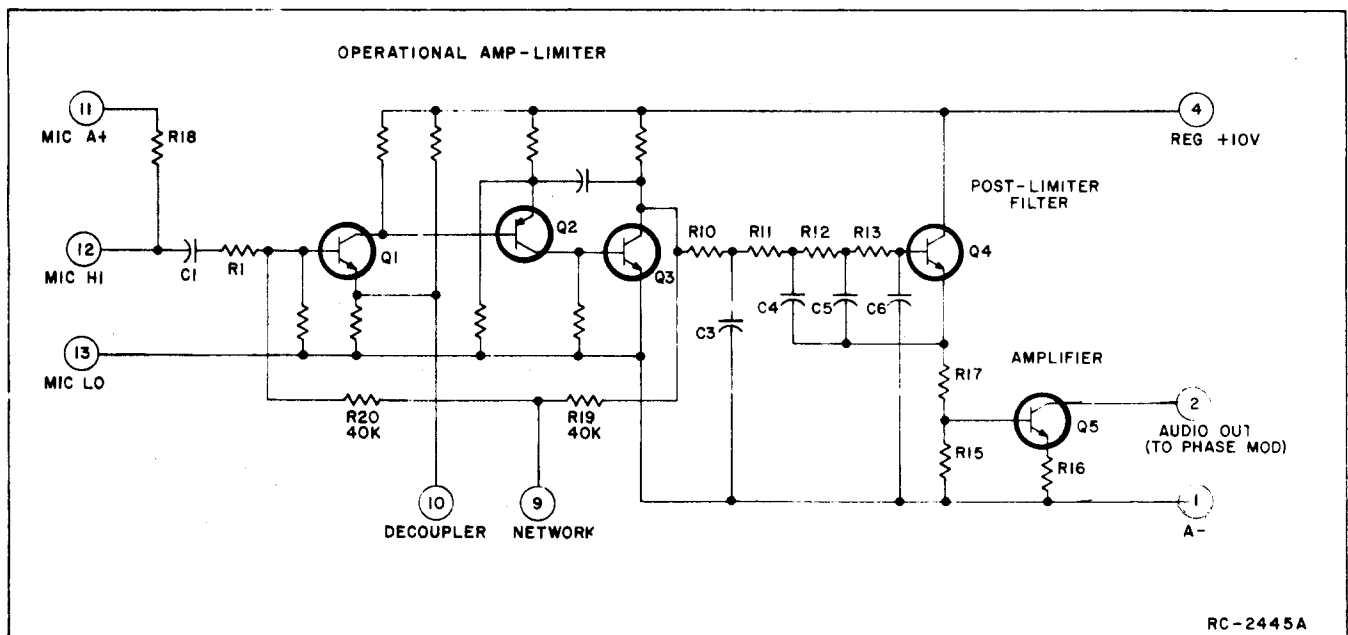 OPERATIONAL AMP-LIMITER
11
MIC A+
R18
4
REG +10V
POST-LIMITER
FILTER
12
MIC HI
C1
R1
Q1
Q2
Q3
R10
R11
R12
R13
Q4
C3
C4
C5
C6
13
MIC LO
R20
40K
R19
40K
R17
AMPLIFIER
Q5
2
AUDIO OUT
(TO PHASE MOD)
R15
R16
10
DECOUPLER
9
NETWORK
1
A-
RC-2445A